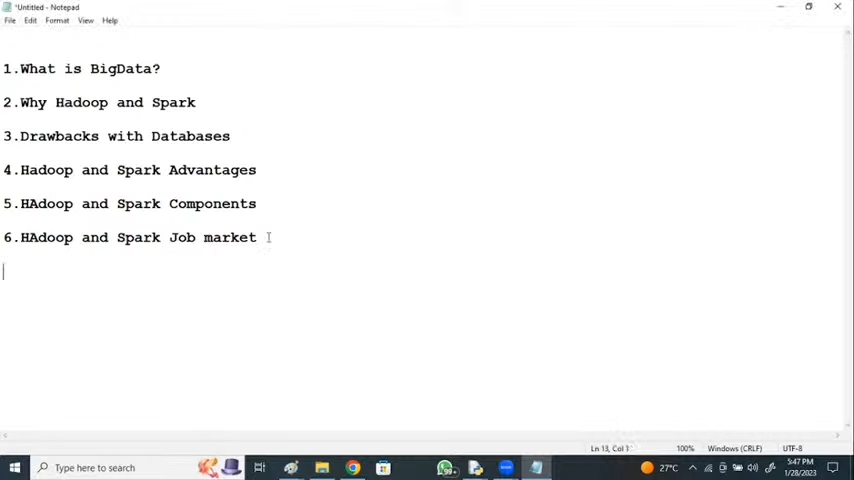 *Untitled - Notepad
File Edit Format View Help
1.What is BigData?
2.Why Hadoop and Spark
3.Drawbacks with Databases
4.Hadoop and Spark Advantages
5.HAdoop and Spark Components
6.HAdoop and Spark Job market
Ln 13, Col 1 100% Windows (CRLF) UTF-8
Type here to search 99+ 27°C 5:47 PM
1/28/2023